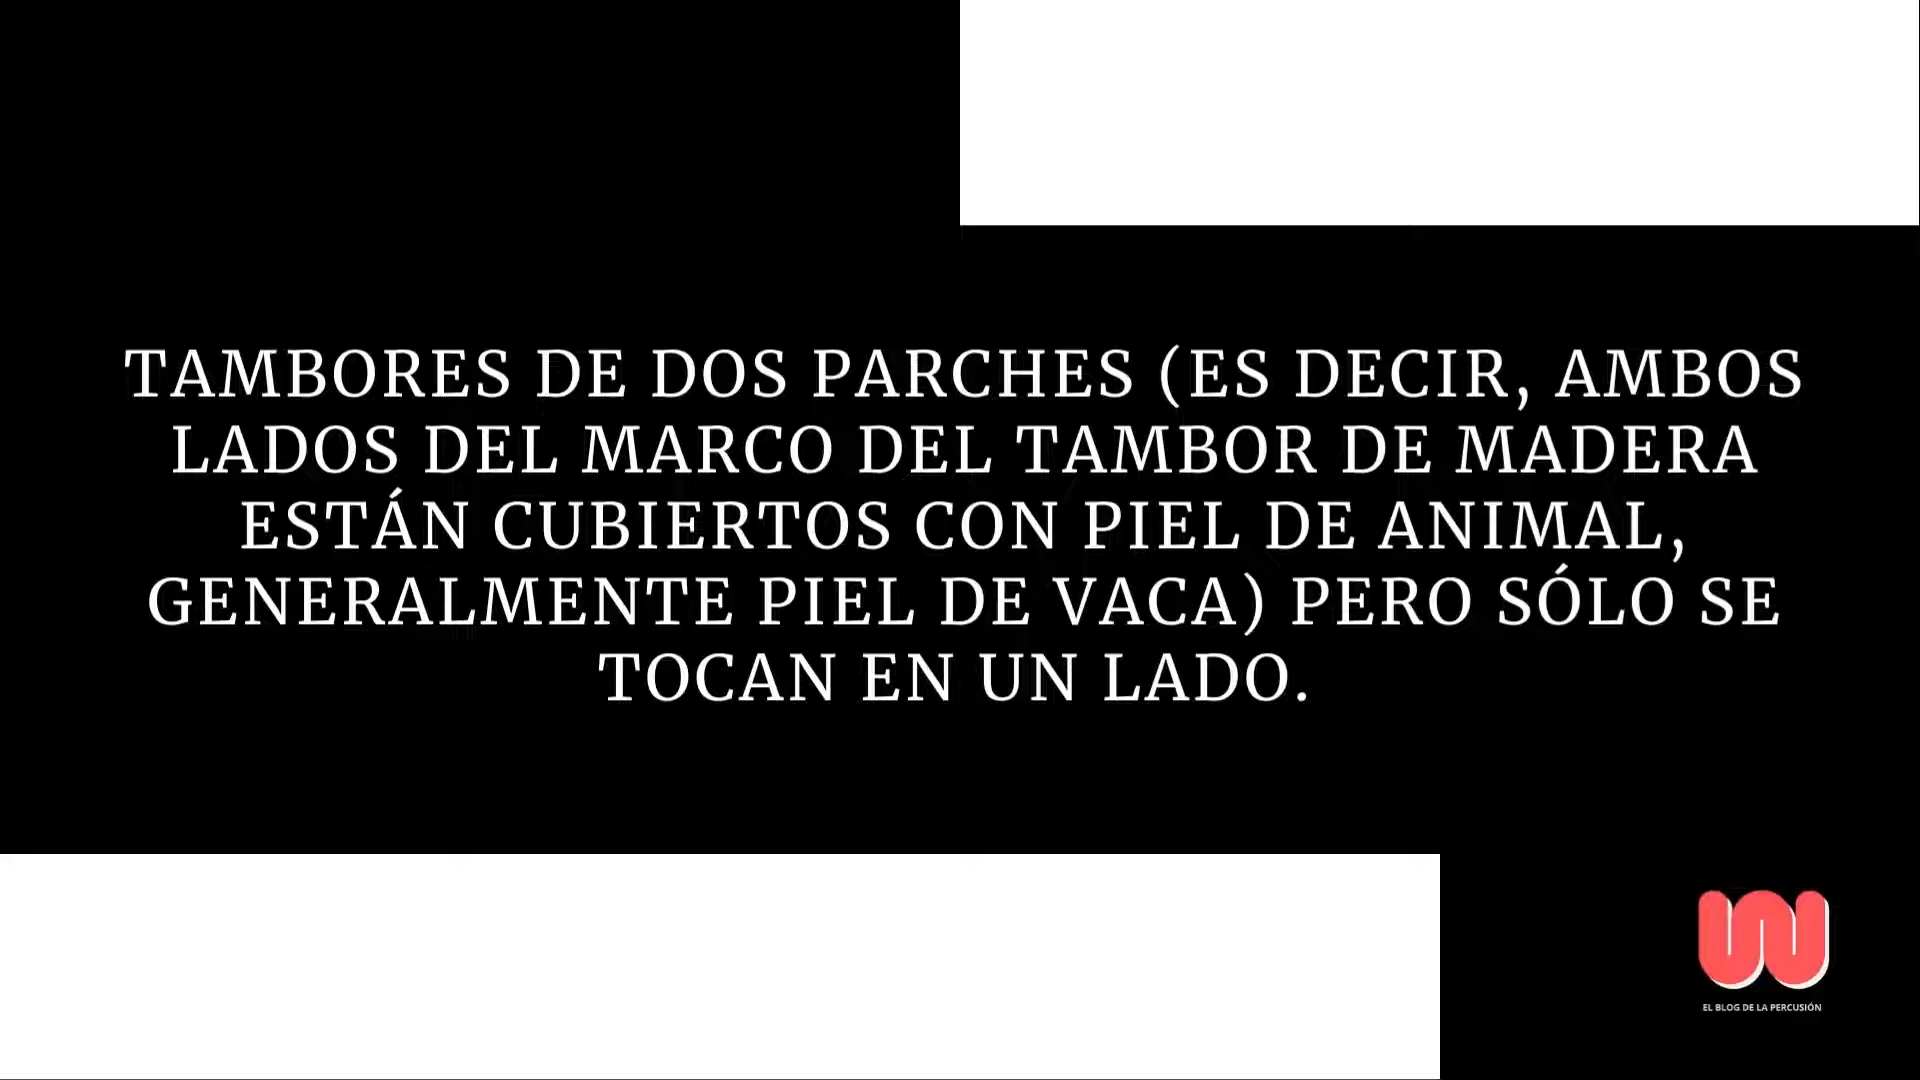 TAMBORES DE DOS PARCHES (ES DECIR, AMBOS
LADOS DEL MARCO DEL TAMBOR DE MADERA
ESTÁN CUBIERTOS CON PIEL DE ANIMAL,
GENERALMENTE PIEL DE VACA) PERO SÓLO SE
TOCAN EN UN LADO.
EL BLOG DE LA PERCUSIÓN